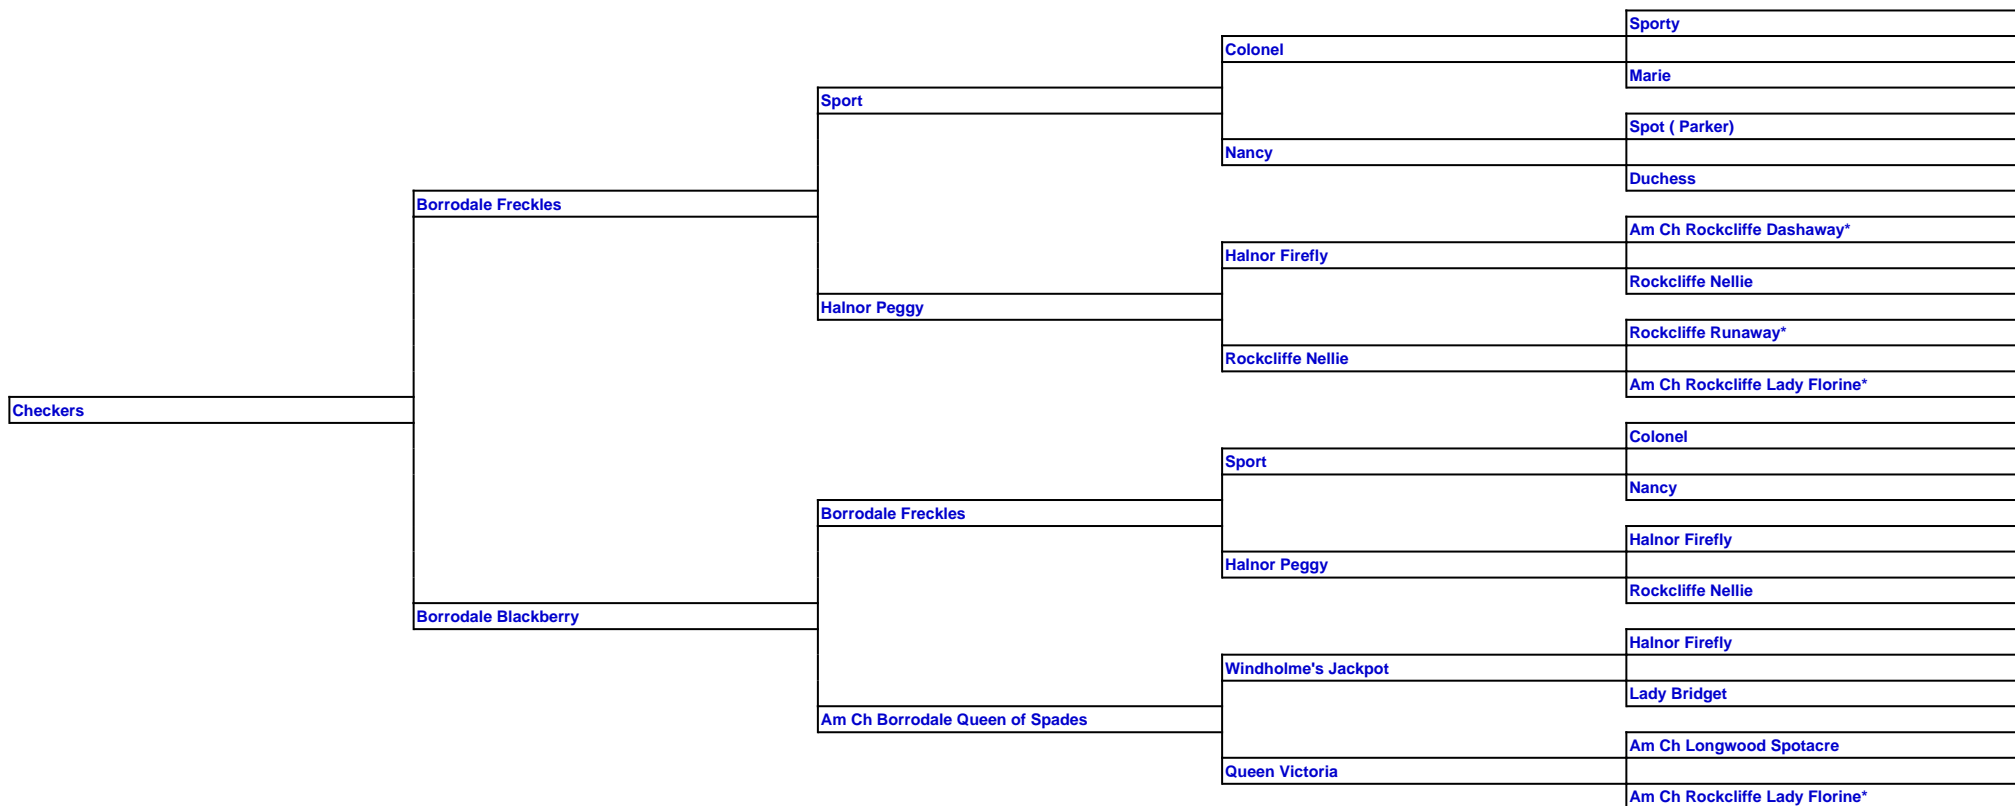 Sporty
Colonel
Marie
Sport
Spot ( Parker)
Nancy
Duchess
Borrodale Freckles
Am Ch Rockcliffe Dashaway*
Halnor Firefly
Rockcliffe Nellie
Halnor Peggy
Rockcliffe Runaway*
Rockcliffe Nellie
Am Ch Rockcliffe Lady Florine*
Checkers
Colonel
Sport
Nancy
Borrodale Freckles
Halnor Firefly
Halnor Peggy
Rockcliffe Nellie
Borrodale Blackberry
Halnor Firefly
Windholme's Jackpot
Lady Bridget
Am Ch Borrodale Queen of Spades
Am Ch Longwood Spotacre
Queen Victoria
Am Ch Rockcliffe Lady Florine*